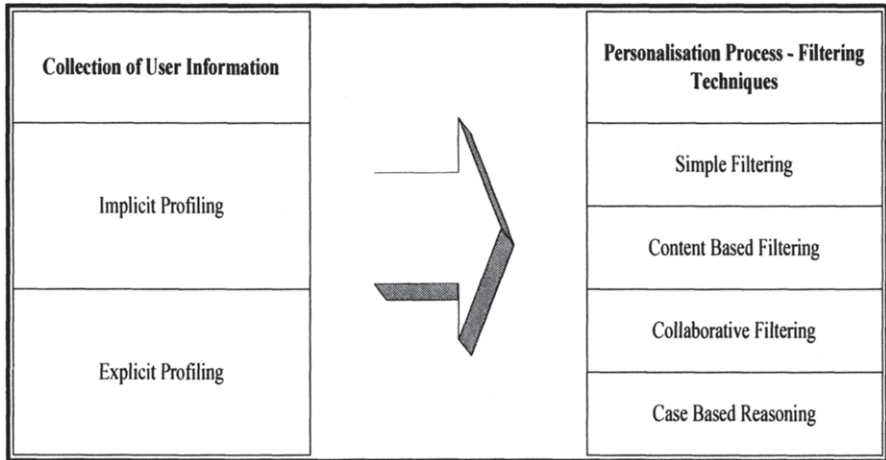 Collection of User Information
Implicit Profiling
Explicit Profiling
Personalisation Process - Filtering
Techniques
Simple Filtering
Content Based Filtering
Collaborative Filtering
Case Based Reasoning